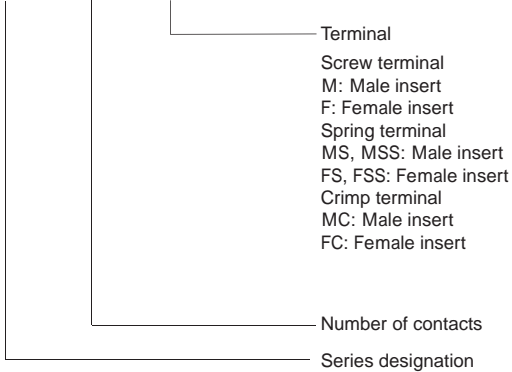 Terminal
Screw terminal
M: Male insert
F: Female insert
Spring terminal
MS, MSS: Male insert
FS, FSS: Female insert
Crimp terminal
MC: Male insert
FC: Female insert
Number of contacts
Series designation